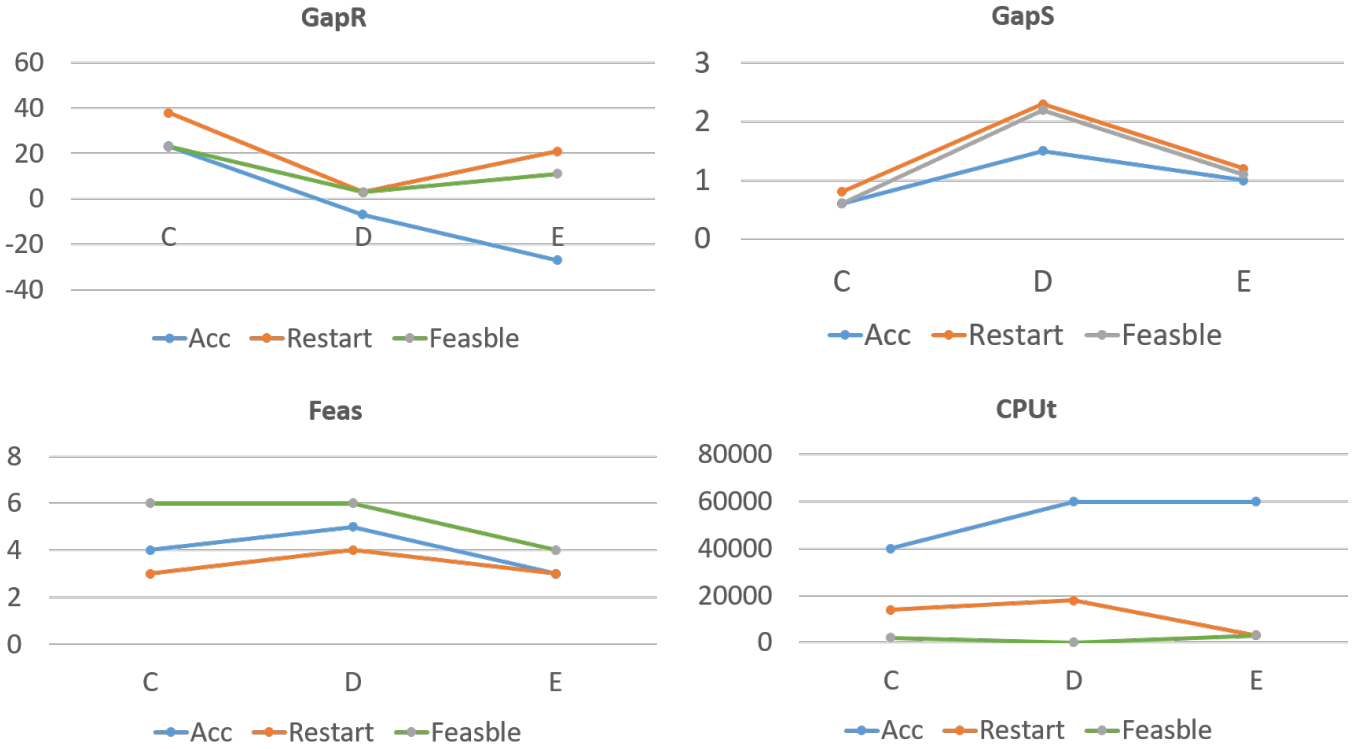 GapR
60
40
20
0
-20
-40
C D E
Acc Restart Feasble
GapS
3
2
1
0
C D E
Acc Restart Feasble
Feas
8
6
4
2
0
C D E
Acc Restart Feasble
CPUt
80000
60000
40000
20000
0
C D E
Acc Restart Feasble